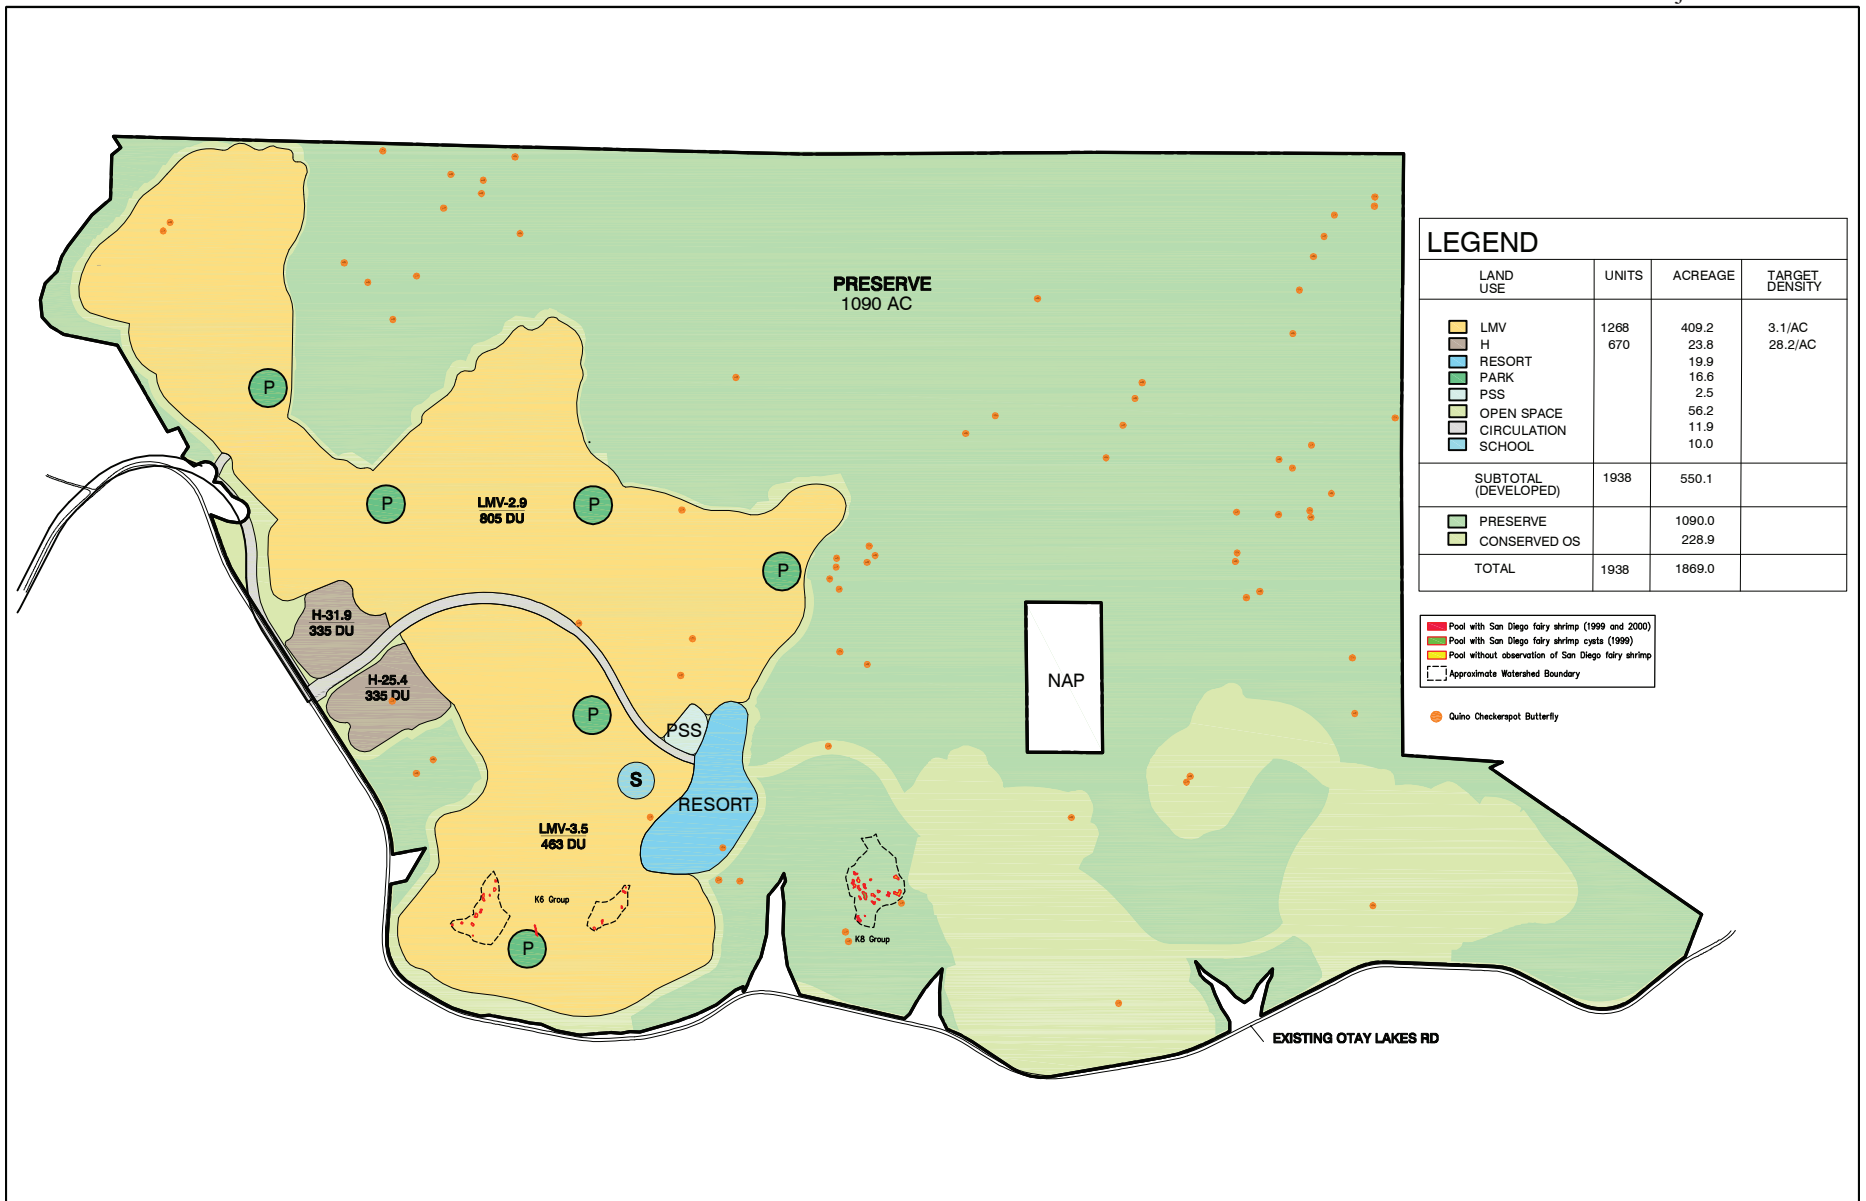 PRESERVE
1090 AC
P
P
LMV-2.9
805 DU
P
P
H-31.9
335 DU
H-25.4
335 DU
P
PSS
S
RESORT
LMV-3.5
463 DU
K6 Group
P
K8 Group
NAP
EXISTING OTAY LAKES RD
LEGEND
LAND USE UNITS ACREAGE TARGET DENSITY
LMV 1268 409.2 3.1/AC
H 670 23.8 28.2/AC
RESORT 19.9
PARK 16.6
PSS 2.5
OPEN SPACE 56.2
CIRCULATION 11.9
SCHOOL 10.0
SUBTOTAL (DEVELOPED) 1938 550.1
PRESERVE 1090.0
CONSERVED OS 228.9
TOTAL 1938 1869.0
Pool with San Diego fairy shrimp (1999 and 2000)
Pool with San Diego fairy shrimp cysts (1999)
Pool without observation of San Diego fairy shrimp
Approximate Watershed Boundary
Quino Checkerspot Butterfly